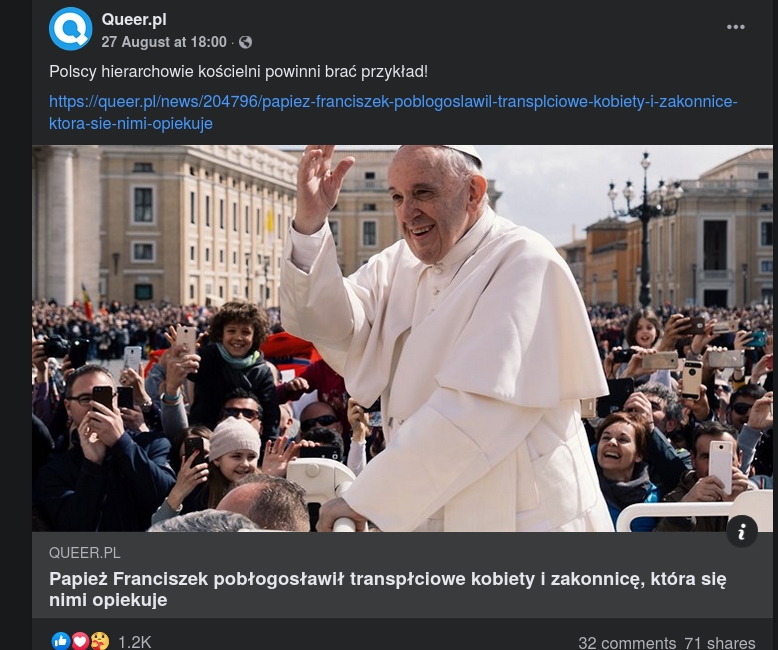 Queer.pl
27 August at 18:00 ·
Polscy hierarchowie kościelni powinni brać przykład!
https://queer.pl/news/204796/papiez-franciszek-poblogoslawil-transplciowe-kobiety-i-zakonnice-
ktora-sie-nimi-opiekuje
QUEER.PL
Papież Franciszek pobłogosławił transpłciowe kobiety i zakonnicę, która się
nimi opiekuje
1.2K
32 comments 71 shares